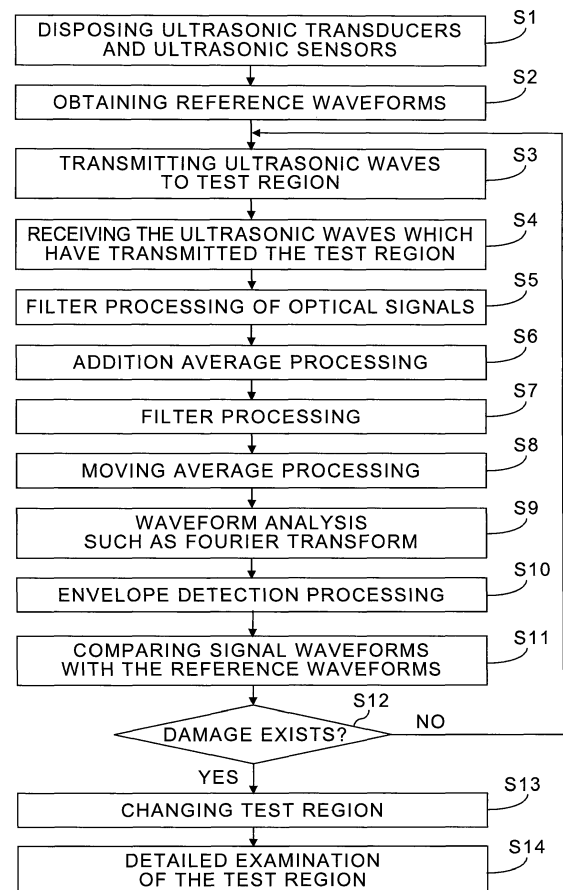 S1
DISPOSING ULTRASONIC TRANSDUCERS
AND ULTRASONIC SENSORS
S2
OBTAINING REFERENCE WAVEFORMS
S3
TRANSMITTING ULTRASONIC WAVES
TO TEST REGION
S4
RECEIVING THE ULTRASONIC WAVES WHICH
HAVE TRANSMITTED THE TEST REGION
S5
FILTER PROCESSING OF OPTICAL SIGNALS
S6
ADDITION AVERAGE PROCESSING
S7
FILTER PROCESSING
S8
MOVING AVERAGE PROCESSING
S9
WAVEFORM ANALYSIS
SUCH AS FOURIER TRANSFORM
S10
ENVELOPE DETECTION PROCESSING
S11
COMPARING SIGNAL WAVEFORMS
WITH THE REFERENCE WAVEFORMS
S12
DAMAGE EXISTS?
NO
YES
S13
CHANGING TEST REGION
S14
DETAILED EXAMINATION
OF THE TEST REGION